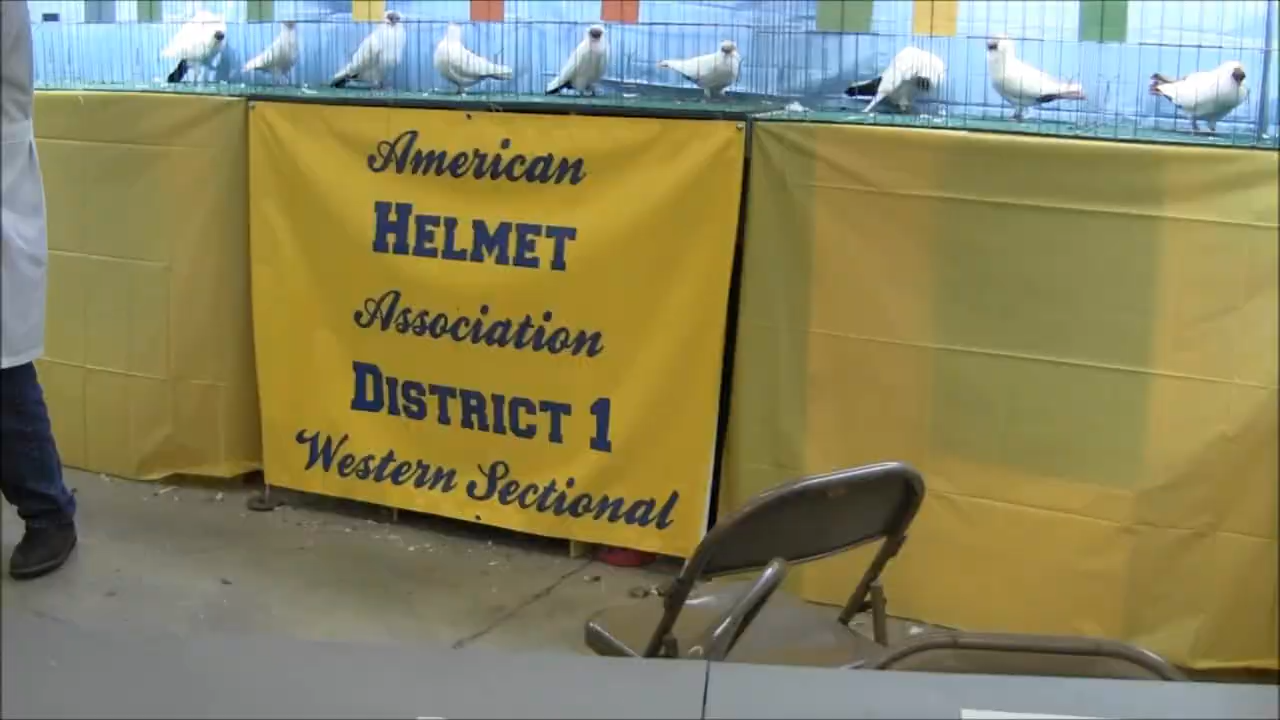 American
HELMET
Association
DISTRICT 1
Western Sectional